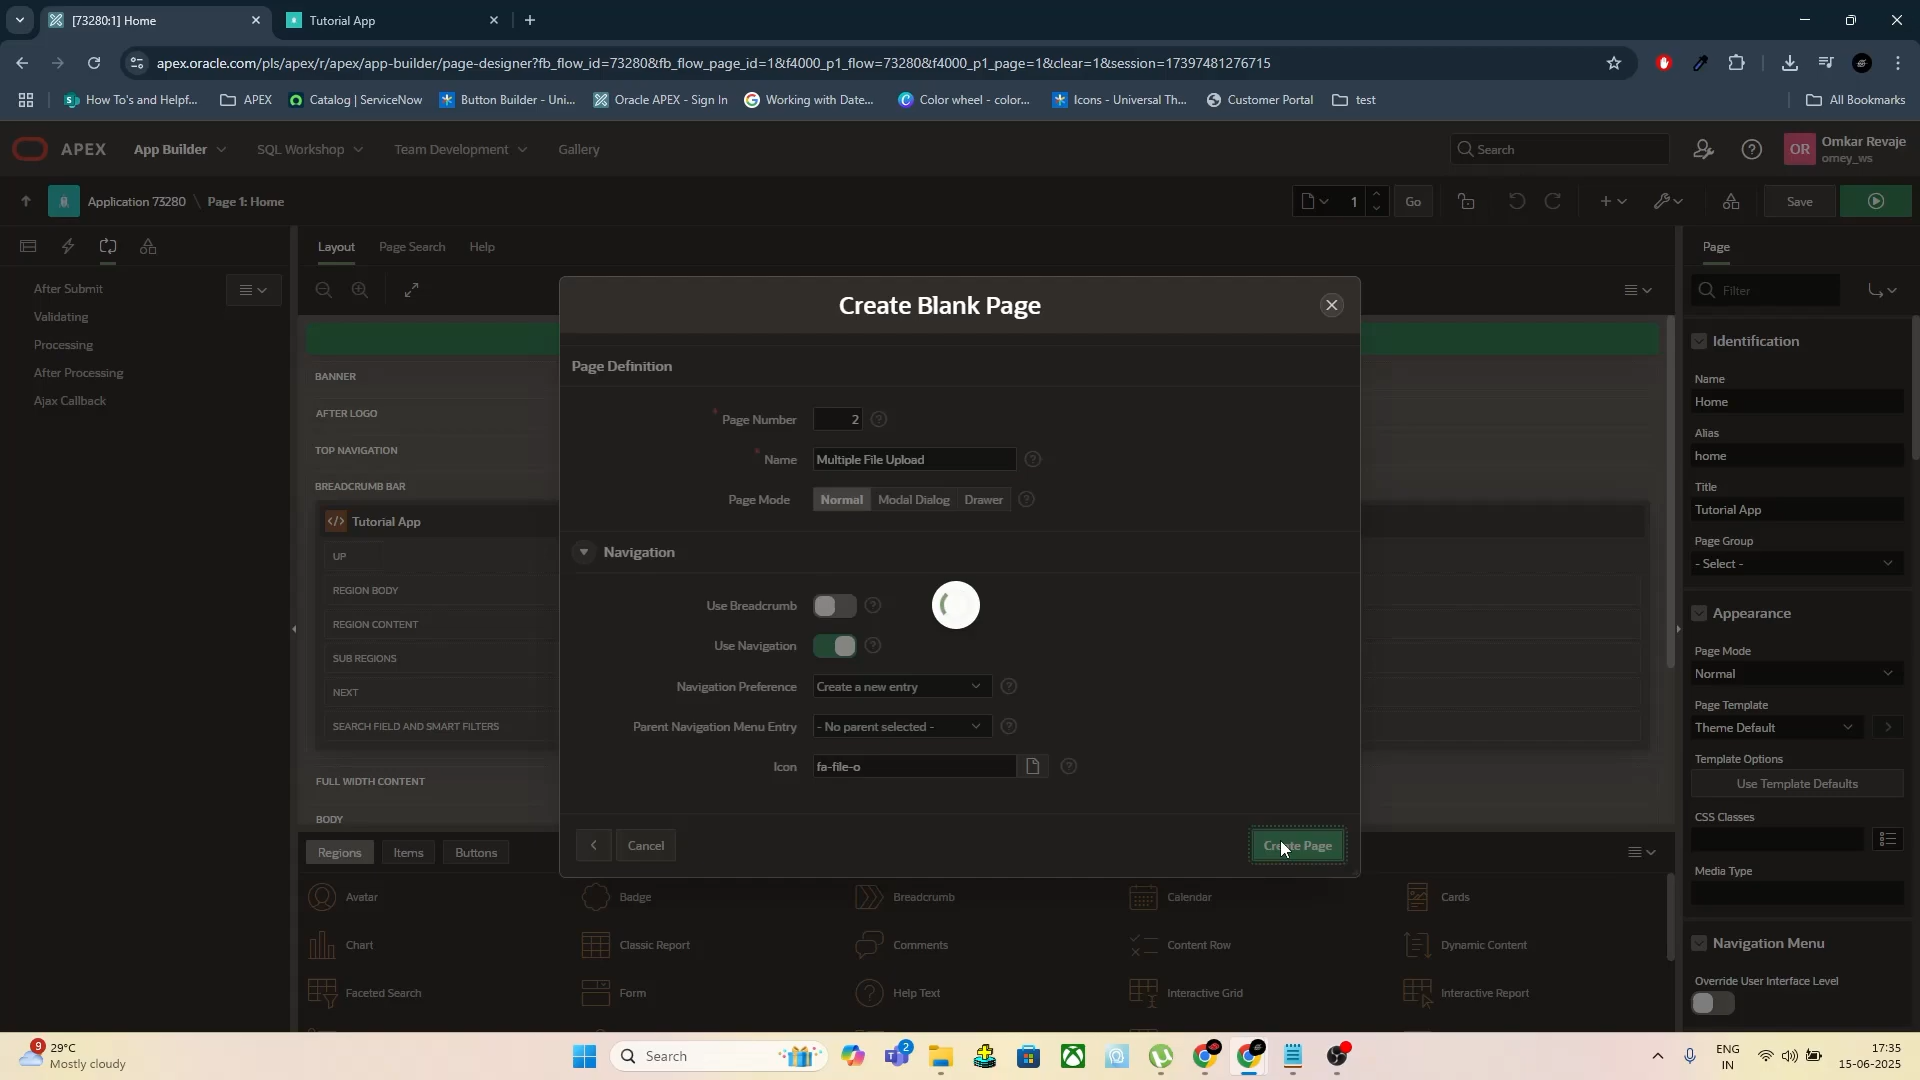 [73280:1] Home
Tutorial App
apex.oracle.com/pls/apex/r/apex/app-builder/page-designer?fb_flow_id=73280&fb_flow_page_id=1&f4000_p1_flow=73280&f4000_p1_page=1&clear=1&session=17397481276715
How To's and Helpf...
APEX
Catalog | ServiceNow
Button Builder - Uni...
Oracle APEX - Sign In
Working with Date...
Color wheel - color...
Icons - Universal Th...
Customer Portal
test
All Bookmarks
APEX
App Builder
SQL Workshop
Team Development
Gallery
Search
OR
Omkar Revaje
omey_ws
Application 73280 \ Page 1: Home
1
Go
Save
Layout
Page Search
Help
Page
After Submit
Validating
Processing
After Processing
Ajax Callback
BANNER
AFTER LOGO
TOP NAVIGATION
BREADCRUMB BAR
Tutorial App
UP
REGION BODY
REGION CONTENT
SUB REGIONS
NEXT
SEARCH FIELD AND SMART FILTERS
FULL WIDTH CONTENT
BODY
Create Blank Page
Page Definition
Page Number
2
Name
Multiple File Upload
Page Mode
Normal
Modal Dialog
Drawer
Navigation
Use Breadcrumb
Use Navigation
Navigation Preference
Create a new entry
Parent Navigation Menu Entry
- No parent selected -
Icon
fa-file-o
Cancel
Create Page
Regions
Items
Buttons
Avatar
Badge
Breadcrumb
Calendar
Cards
Chart
Classic Report
Comments
Content Row
Dynamic Content
Faceted Search
Form
Help Text
Interactive Grid
Interactive Report
Filter
Identification
Name
Home
Alias
home
Title
Tutorial App
Page Group
- Select -
Appearance
Page Mode
Normal
Page Template
Theme Default
Template Options
Use Template Defaults
CSS Classes
Media Type
Navigation Menu
Override User Interface Level
9
29°C
Mostly cloudy
Search
2
ENG
IN
17:35
15-06-2025